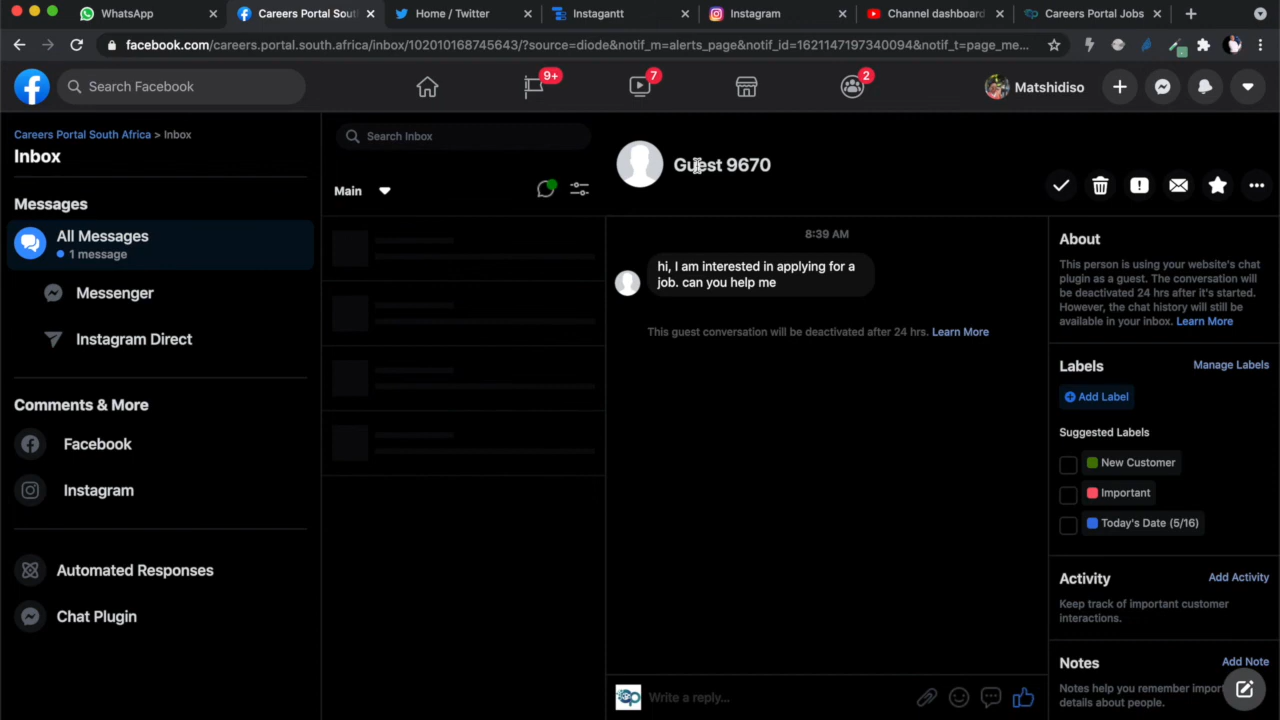 WhatsApp
Careers Portal Sout
Home / Twitter
Instagantt
Instagram
Channel dashboard
Careers Portal Jobs
facebook.com/careers.portal.south.africa/inbox/102010168745643/?source=diode&notif_m=alerts_page&notif_id=1621147197340094&notif_t=page_me...
Search Facebook
9+
7
2
Matshidiso
Careers Portal South Africa > Inbox
Inbox
Messages
All Messages
1 message
Messenger
Instagram Direct
Comments & More
Facebook
Instagram
Automated Responses
Chat Plugin
Search Inbox
Main
Guest 9670
8:39 AM
hi, I am interested in applying for a
job. can you help me
This guest conversation will be deactivated after 24 hrs. Learn More
Write a reply...
About
This person is using your website's chat
plugin as a guest. The conversation will
be deactivated 24 hrs after it's started.
However, the chat history will still be
available in your inbox. Learn More
Labels
Manage Labels
Add Label
Suggested Labels
New Customer
Important
Today's Date (5/16)
Activity
Add Activity
Keep track of important customer
interactions.
Notes
Add Note
Notes help you remember impor
details about people.